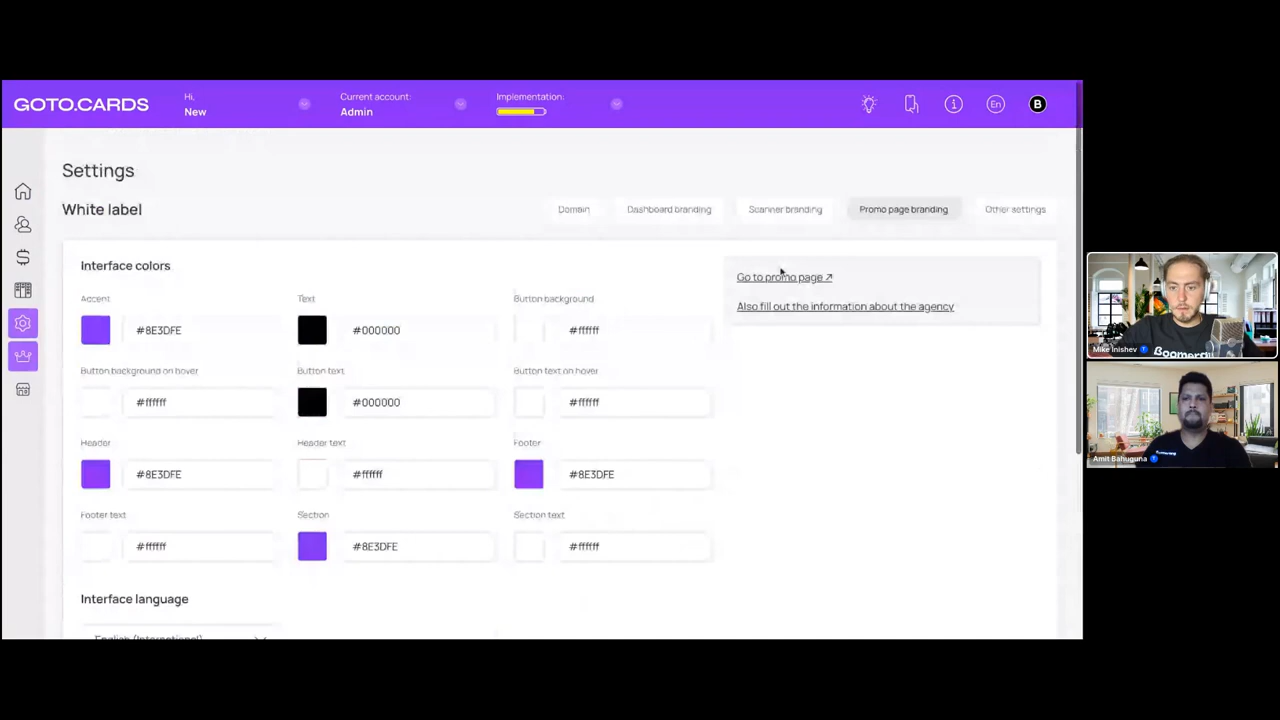 GOTO.CARDS
Hi,
New
Current account:
Admin
Implementation:
En
B
Settings
White label
Domain
Dashboard branding
Scanner branding
Promo page branding
Other settings
Interface colors
Go to promo page ↗
Also fill out the information about the agency
Accent
Text
Button background
#8E3DFE
#000000
#ffffff
Button background on hover
Button text
Button text on hover
#ffffff
#000000
#ffffff
Header
Header text
Footer
#8E3DFE
#ffffff
#8E3DFE
Footer text
Section
Section text
#ffffff
#8E3DFE
#ffffff
Interface language
English (International)
Mike Inishev
Boomerang
Amit Bahuguna